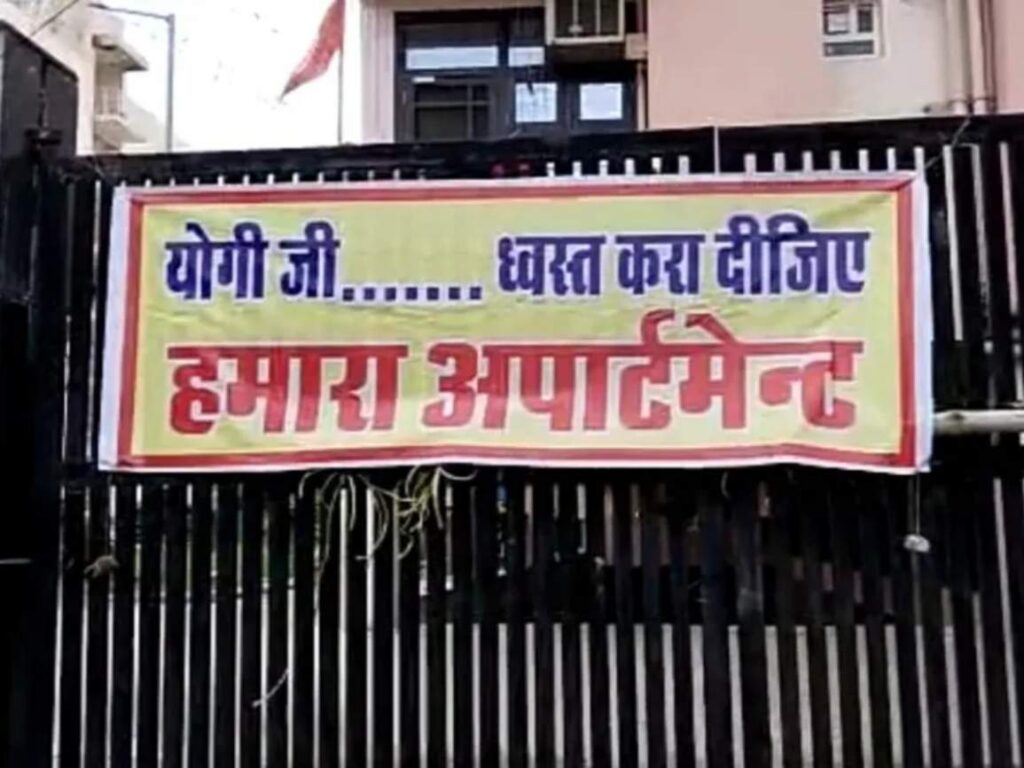 योगी जी....... ध्वस्त करा दीजिए
हमारा अपार्टमेन्ट